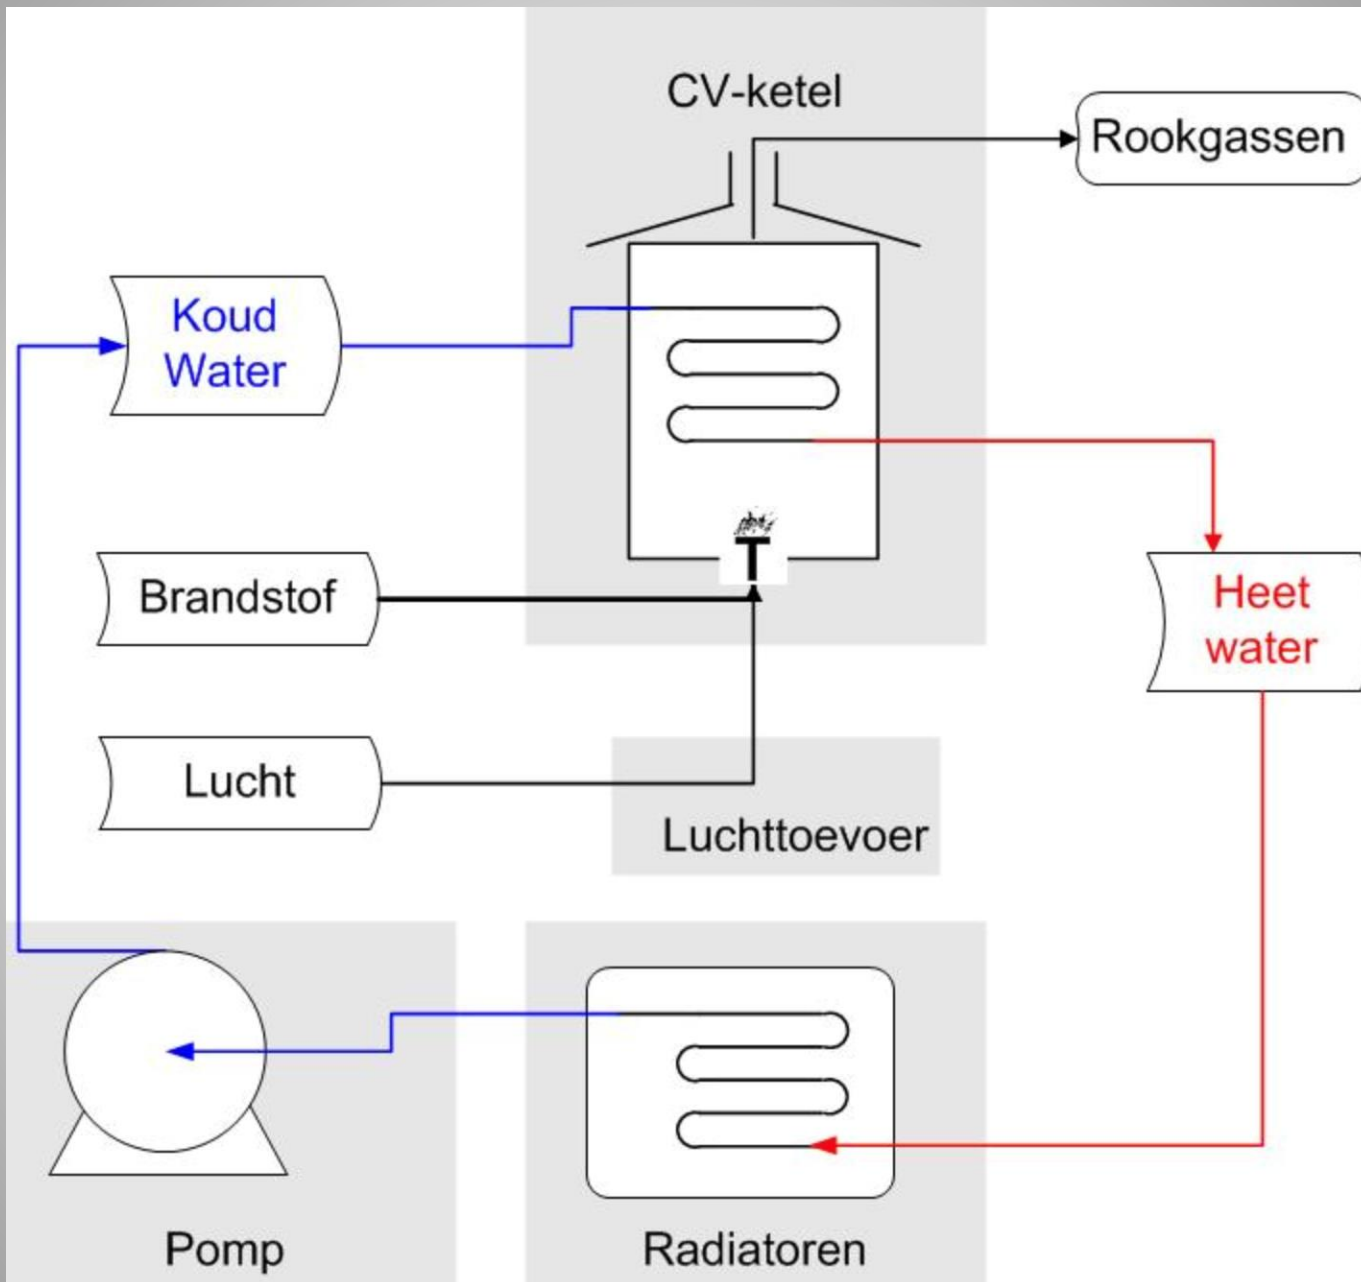 CV-ketel
Rookgassen
Koud
Water
Brandstof
Heet
water
Lucht
Luchttoevoer
Pomp
Radiatoren